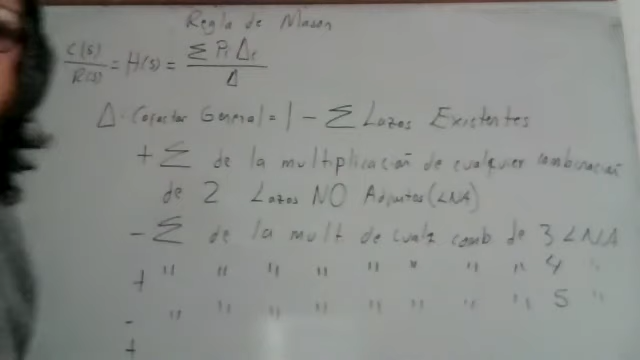 Regla de Mason
C(s)/R(s) = H(s) = Σ Pi Δi / Δ
Δ: Cofactor General = 1 - Σ Lazos Existentes
+ Σ de la multiplicación de cualquier combinación
de 2 Lazos NO Adjuntos (LNA)
- Σ de la mult de cualq comb de 3 LNA
+ " " " " " " " " 4 "
- " " " " " " " " 5 "
+